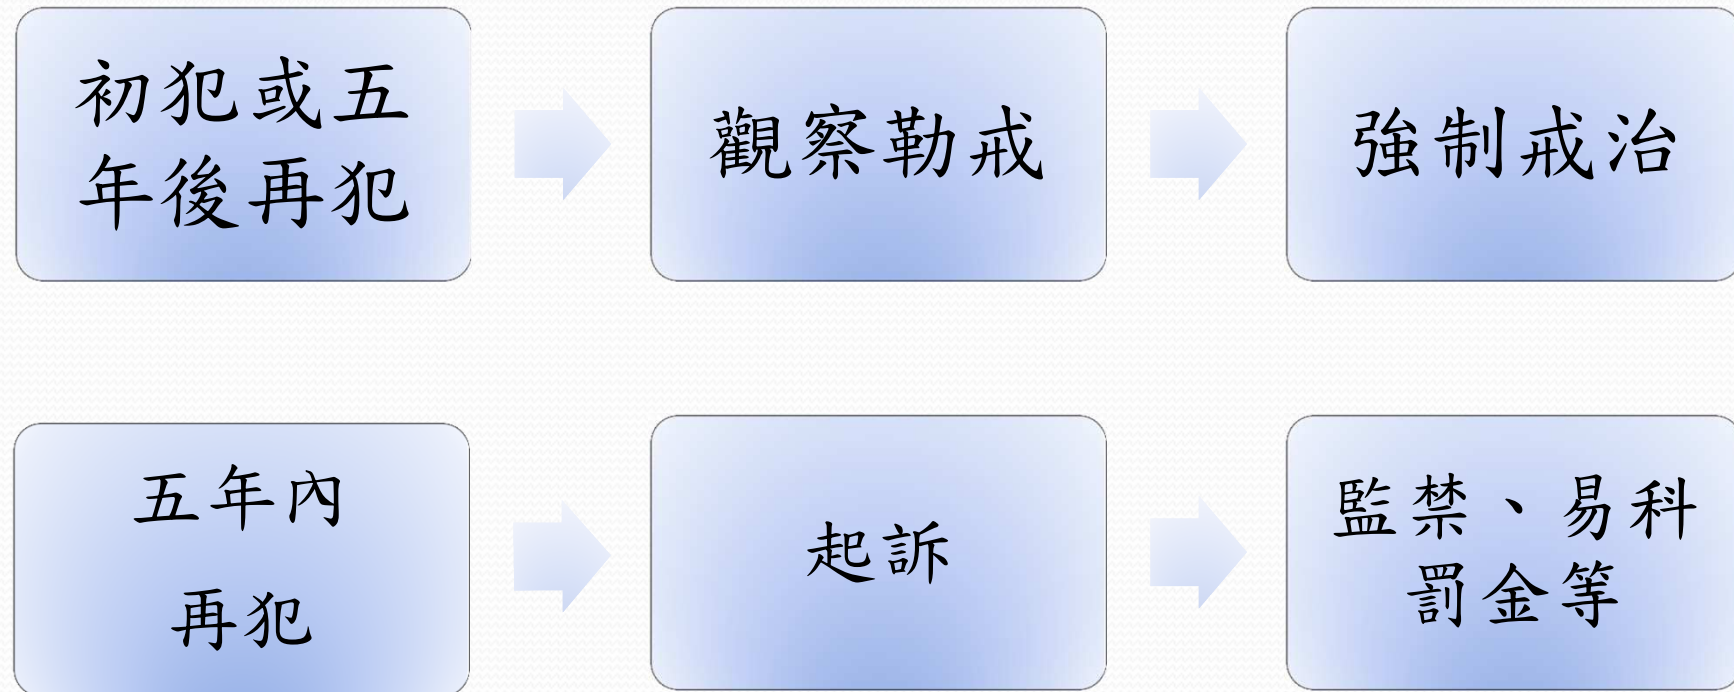 初犯或五
年後再犯
觀察勒戒
強制戒治
五年內
再犯
起訴
監禁、易科
罰金等